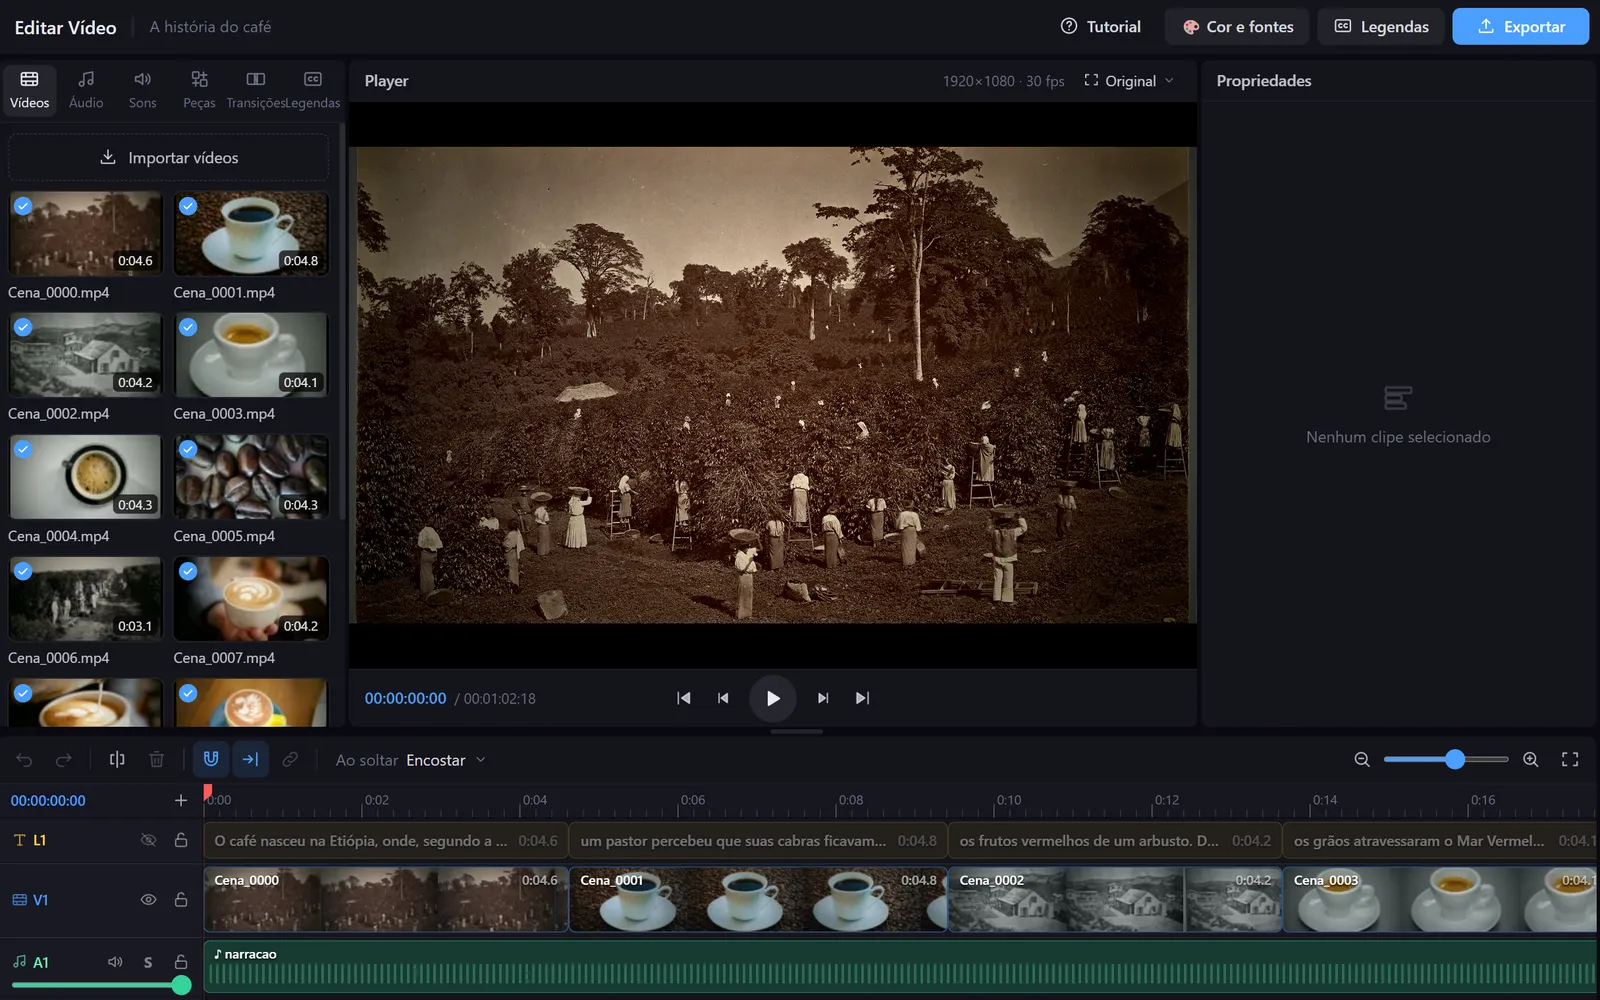 Editar Vídeo
A história do café
Tutorial
Cor e fontes
Legendas
Exportar
Vídeos
Áudio
Sons
Peças
Transições
Legendas
Importar vídeos
0:04.6
0:04.8
Cena_0000.mp4
Cena_0001.mp4
0:04.2
0:04.1
Cena_0002.mp4
Cena_0003.mp4
0:04.3
0:04.3
Cena_0004.mp4
Cena_0005.mp4
0:03.1
0:04.2
Cena_0006.mp4
Cena_0007.mp4
Player
1920×1080 · 30 fps
Original
00:00:00:00 / 00:01:02:18
Propriedades
Nenhum clipe selecionado
Ao soltar Encostar
00:00:00:00
0:00
0:02
0:04
0:06
0:08
0:10
0:12
0:14
0:16
L1
O café nasceu na Etiópia, onde, segundo a ... 0:04.6
um pastor percebeu que suas cabras ficavam... 0:04.8
os frutos vermelhos de um arbusto. D... 0:04.2
os grãos atravessaram o Mar Vermel... 0:04.1
V1
Cena_0000 0:04.6
Cena_0001 0:04.8
Cena_0002 0:04.2
Cena_0003 0:04.1
A1
S
narracao